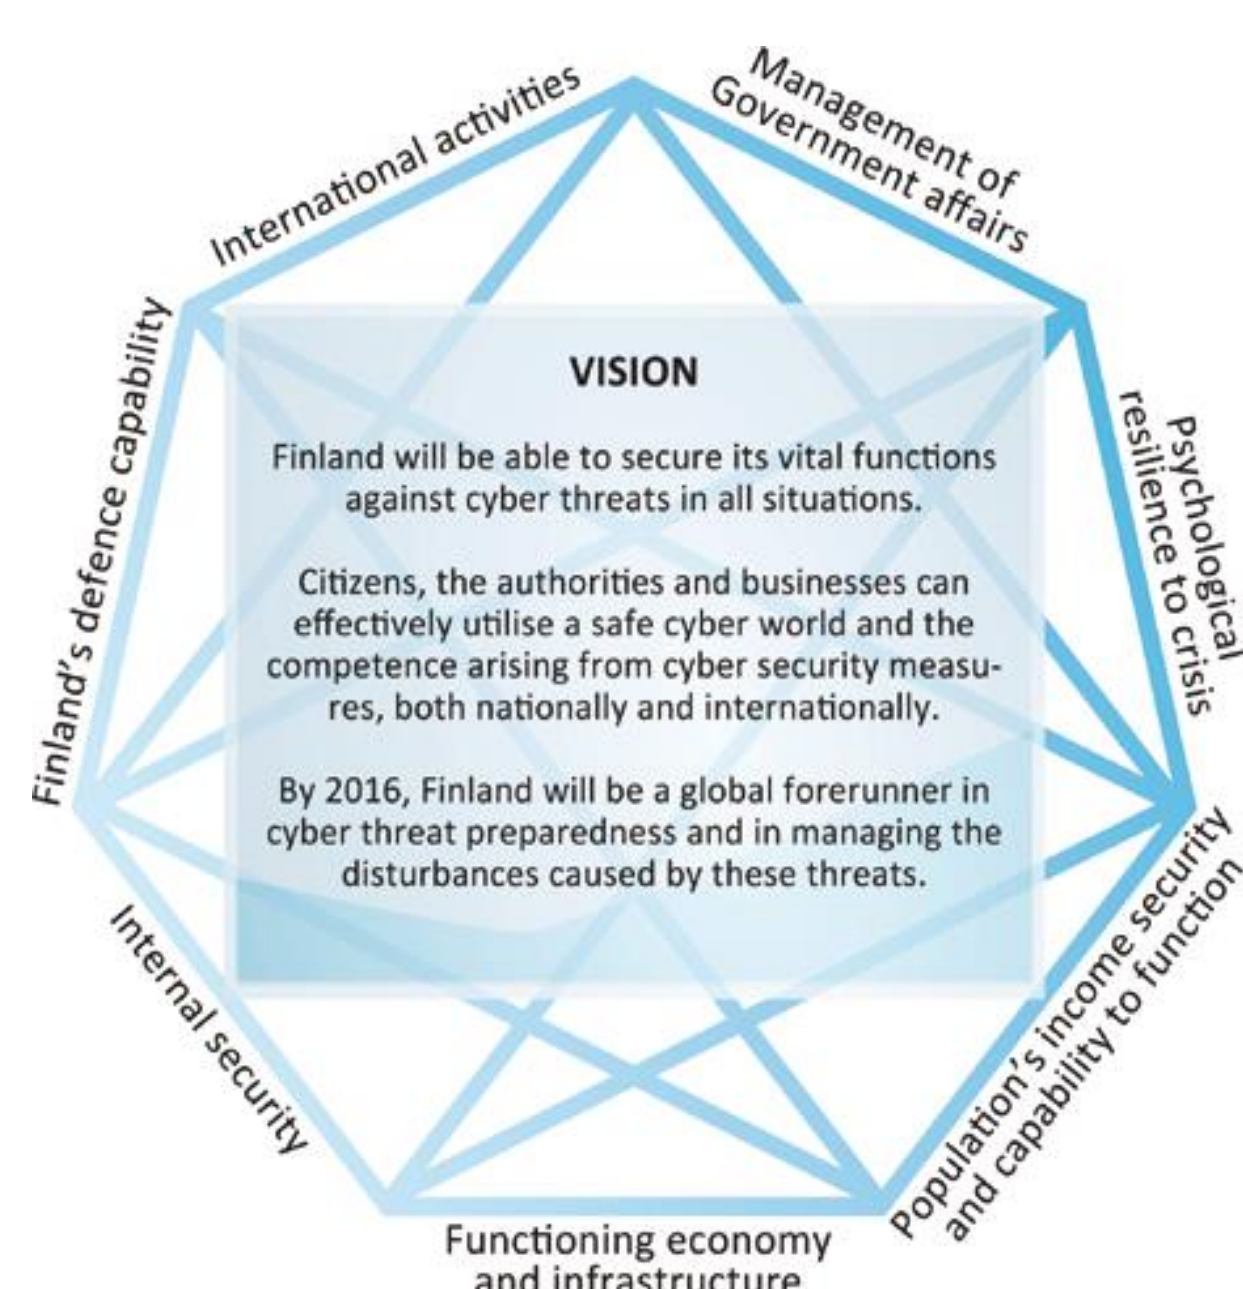 International activities
Management of
Government affairs
Finland's defence capability
Psychological
resilience to crisis
VISION
Finland will be able to secure its vital functions
against cyber threats in all situations.
Citizens, the authorities and businesses can
effectively utilise a safe cyber world and the
competence arising from cyber security measu-
res, both nationally and internationally.
By 2016, Finland will be a global forerunner in
cyber threat preparedness and in managing the
disturbances caused by these threats.
Internal security
Population's income security
and capability to function
Functioning economy
and infrastructure